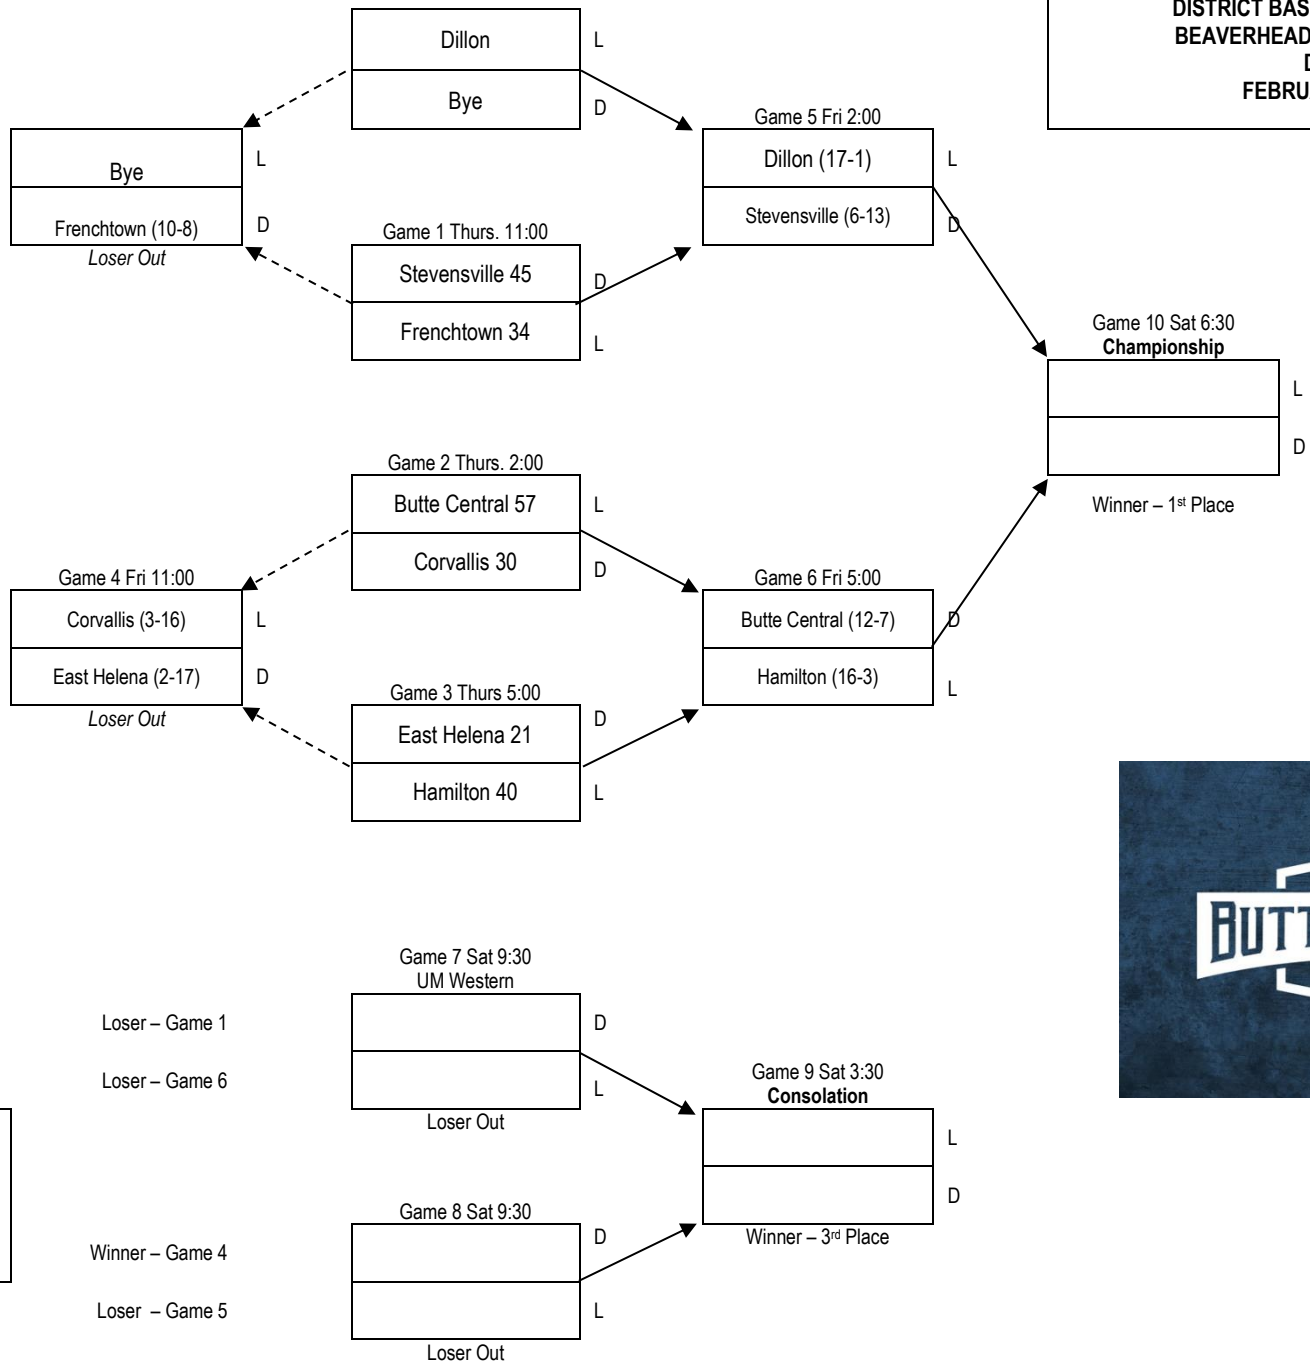 DISTRICT BAS
BEAVERHEAD
D
FEBRU
Dillon
L
Bye
D
Bye
L
Frenchtown (10-8)
D
Loser Out
Game 1 Thurs. 11:00
Stevensville 45
D
Frenchtown 34
L
Game 5 Fri 2:00
Dillon (17-1)
L
Stevensville (6-13)
D
Game 10 Sat 6:30
Championship
L
D
Winner – 1st Place
Game 2 Thurs. 2:00
Butte Central 57
L
Corvallis 30
D
Game 4 Fri 11:00
Corvallis (3-16)
L
East Helena (2-17)
D
Loser Out
Game 3 Thurs 5:00
East Helena 21
D
Hamilton 40
L
Game 6 Fri 5:00
Butte Central (12-7)
D
Hamilton (16-3)
L
BUTT
Game 7 Sat 9:30
UM Western
Loser – Game 1
D
Loser – Game 6
L
Loser Out
Game 9 Sat 3:30
Consolation
L
D
Winner – 3rd Place
Game 8 Sat 9:30
Winner – Game 4
D
Loser – Game 5
L
Loser Out